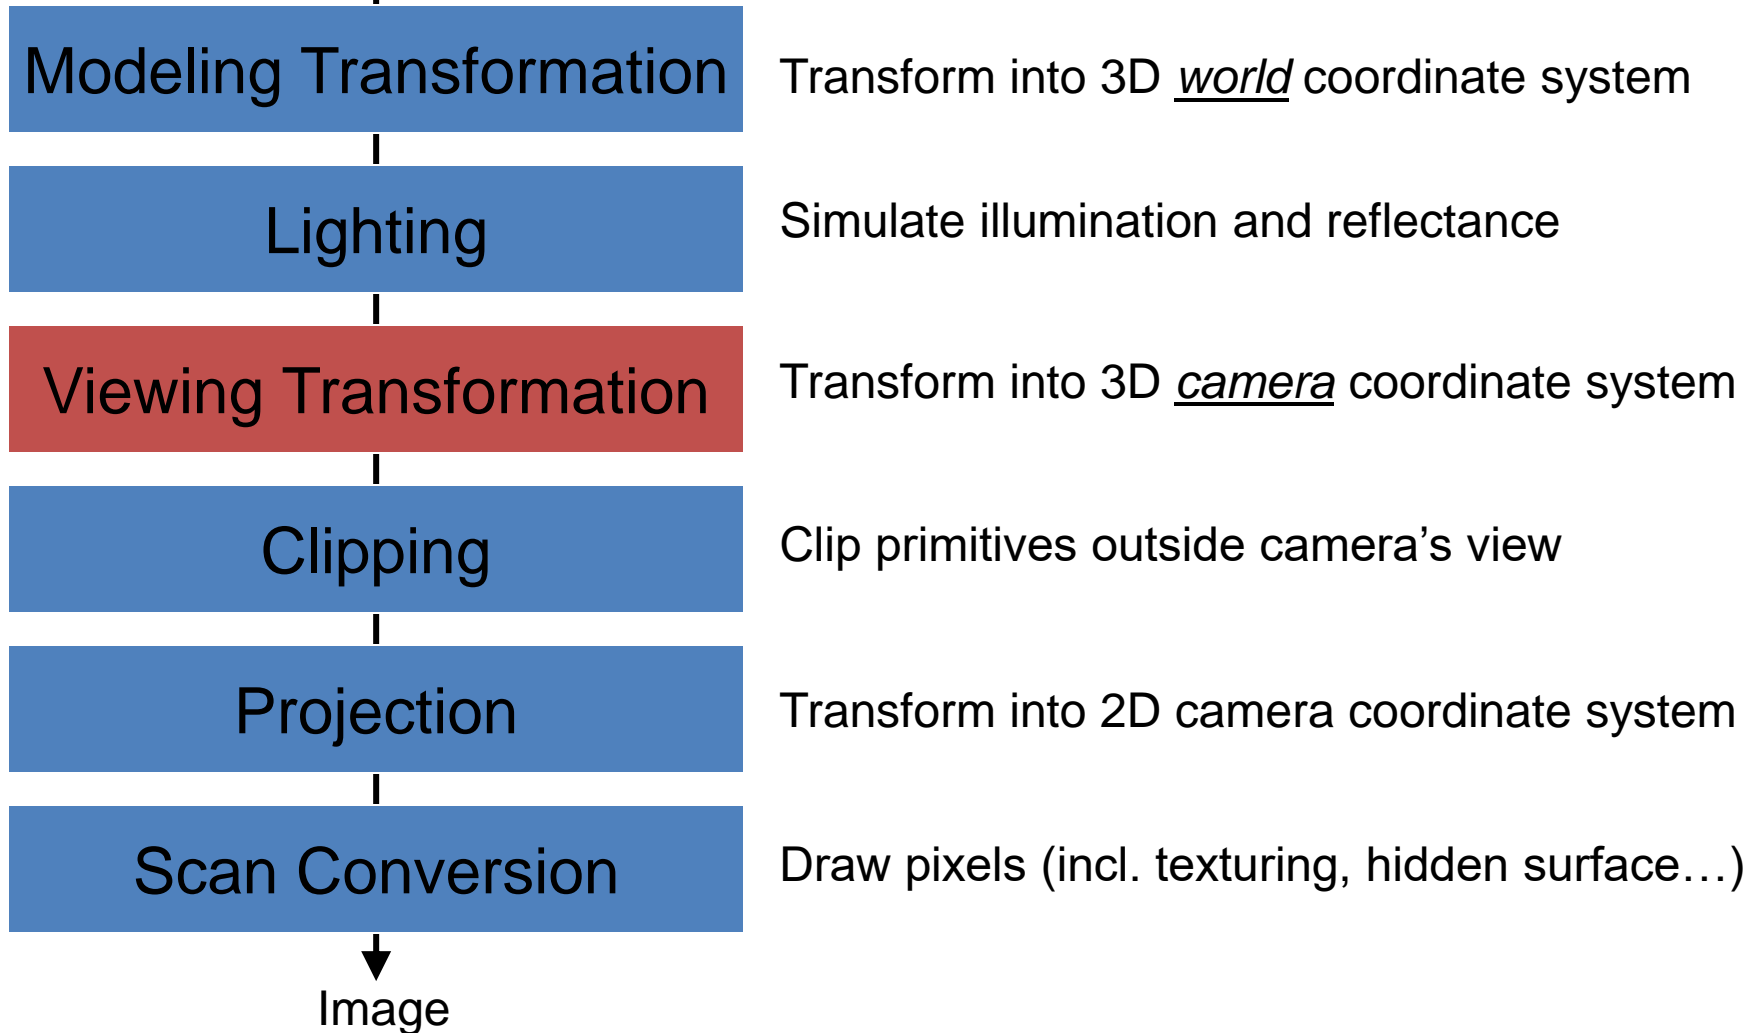 Modeling Transformation
Transform into 3D world coordinate system
Lighting
Simulate illumination and reflectance
Viewing Transformation
Transform into 3D camera coordinate system
Clipping
Clip primitives outside camera’s view
Projection
Transform into 2D camera coordinate system
Scan Conversion
Draw pixels (incl. texturing, hidden surface…)
Image